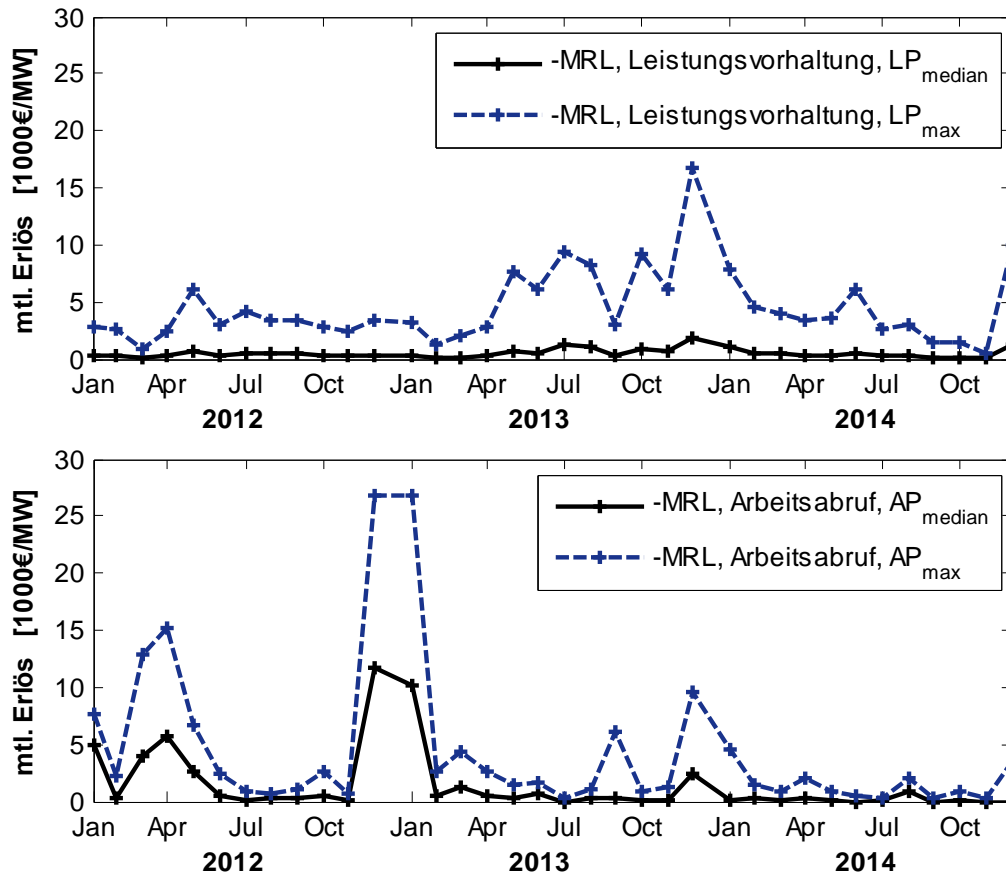 30
25
20
15
10
5
0
mtl. Erlös [1000€/MW]
-MRL, Leistungsvorhaltung, LPmedian
-MRL, Leistungsvorhaltung, LPmax
Jan Apr Jul Oct Jan Apr Jul Oct Jan Apr Jul Oct
2012 2013 2014
30
25
20
15
10
5
0
mtl. Erlös [1000€/MW]
-MRL, Arbeitsabruf, APmedian
-MRL, Arbeitsabruf, APmax
Jan Apr Jul Oct Jan Apr Jul Oct Jan Apr Jul Oct
2012 2013 2014